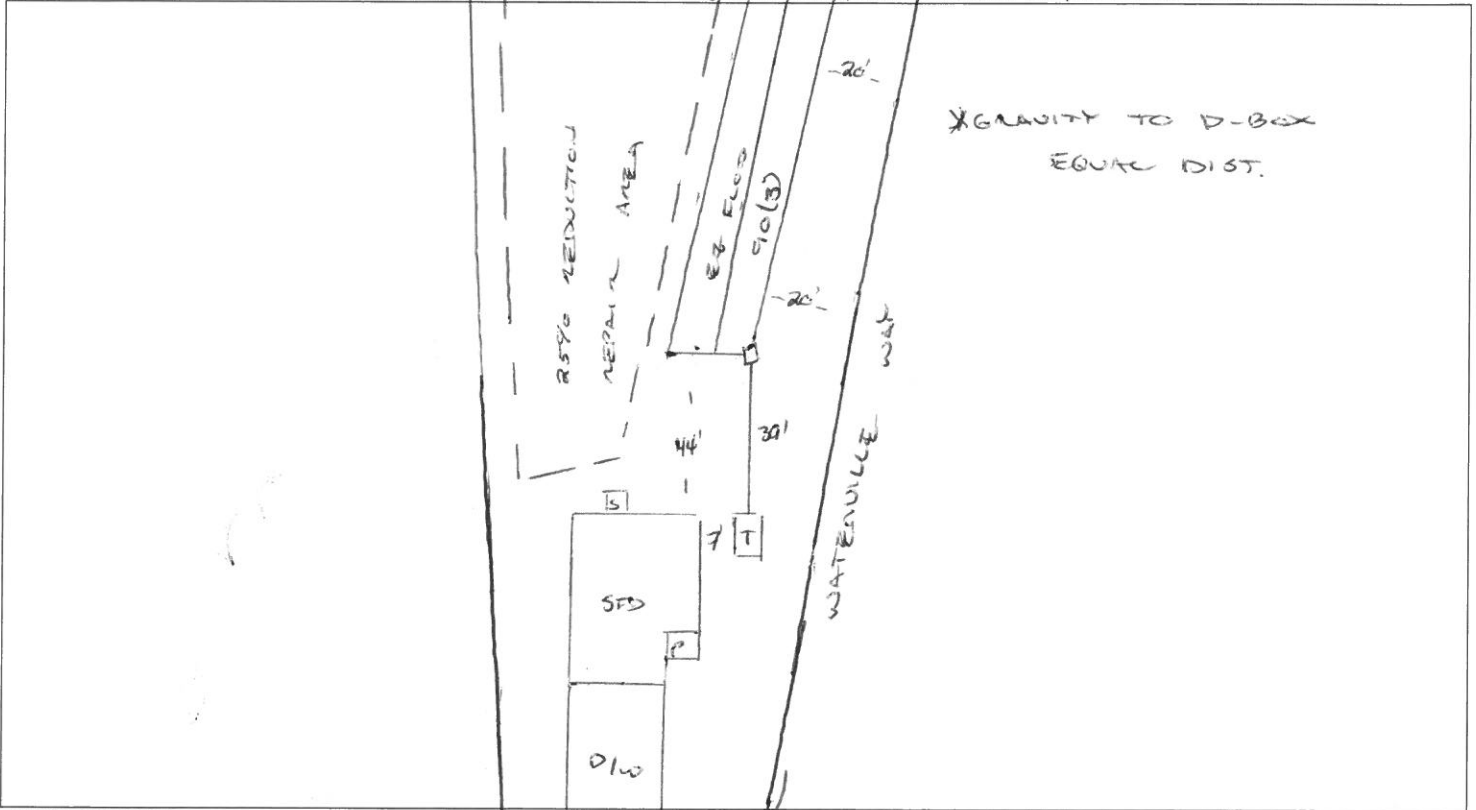 -20'-
*GRAVITY TO D-BOX
EQUAL DIST.
25% REDUCTION
REPAIR AREA
EZ FLOW
90(3)
-20'-
44'
39'
WATERVILLE WAY
S
7'
T
SFD
P
D/W